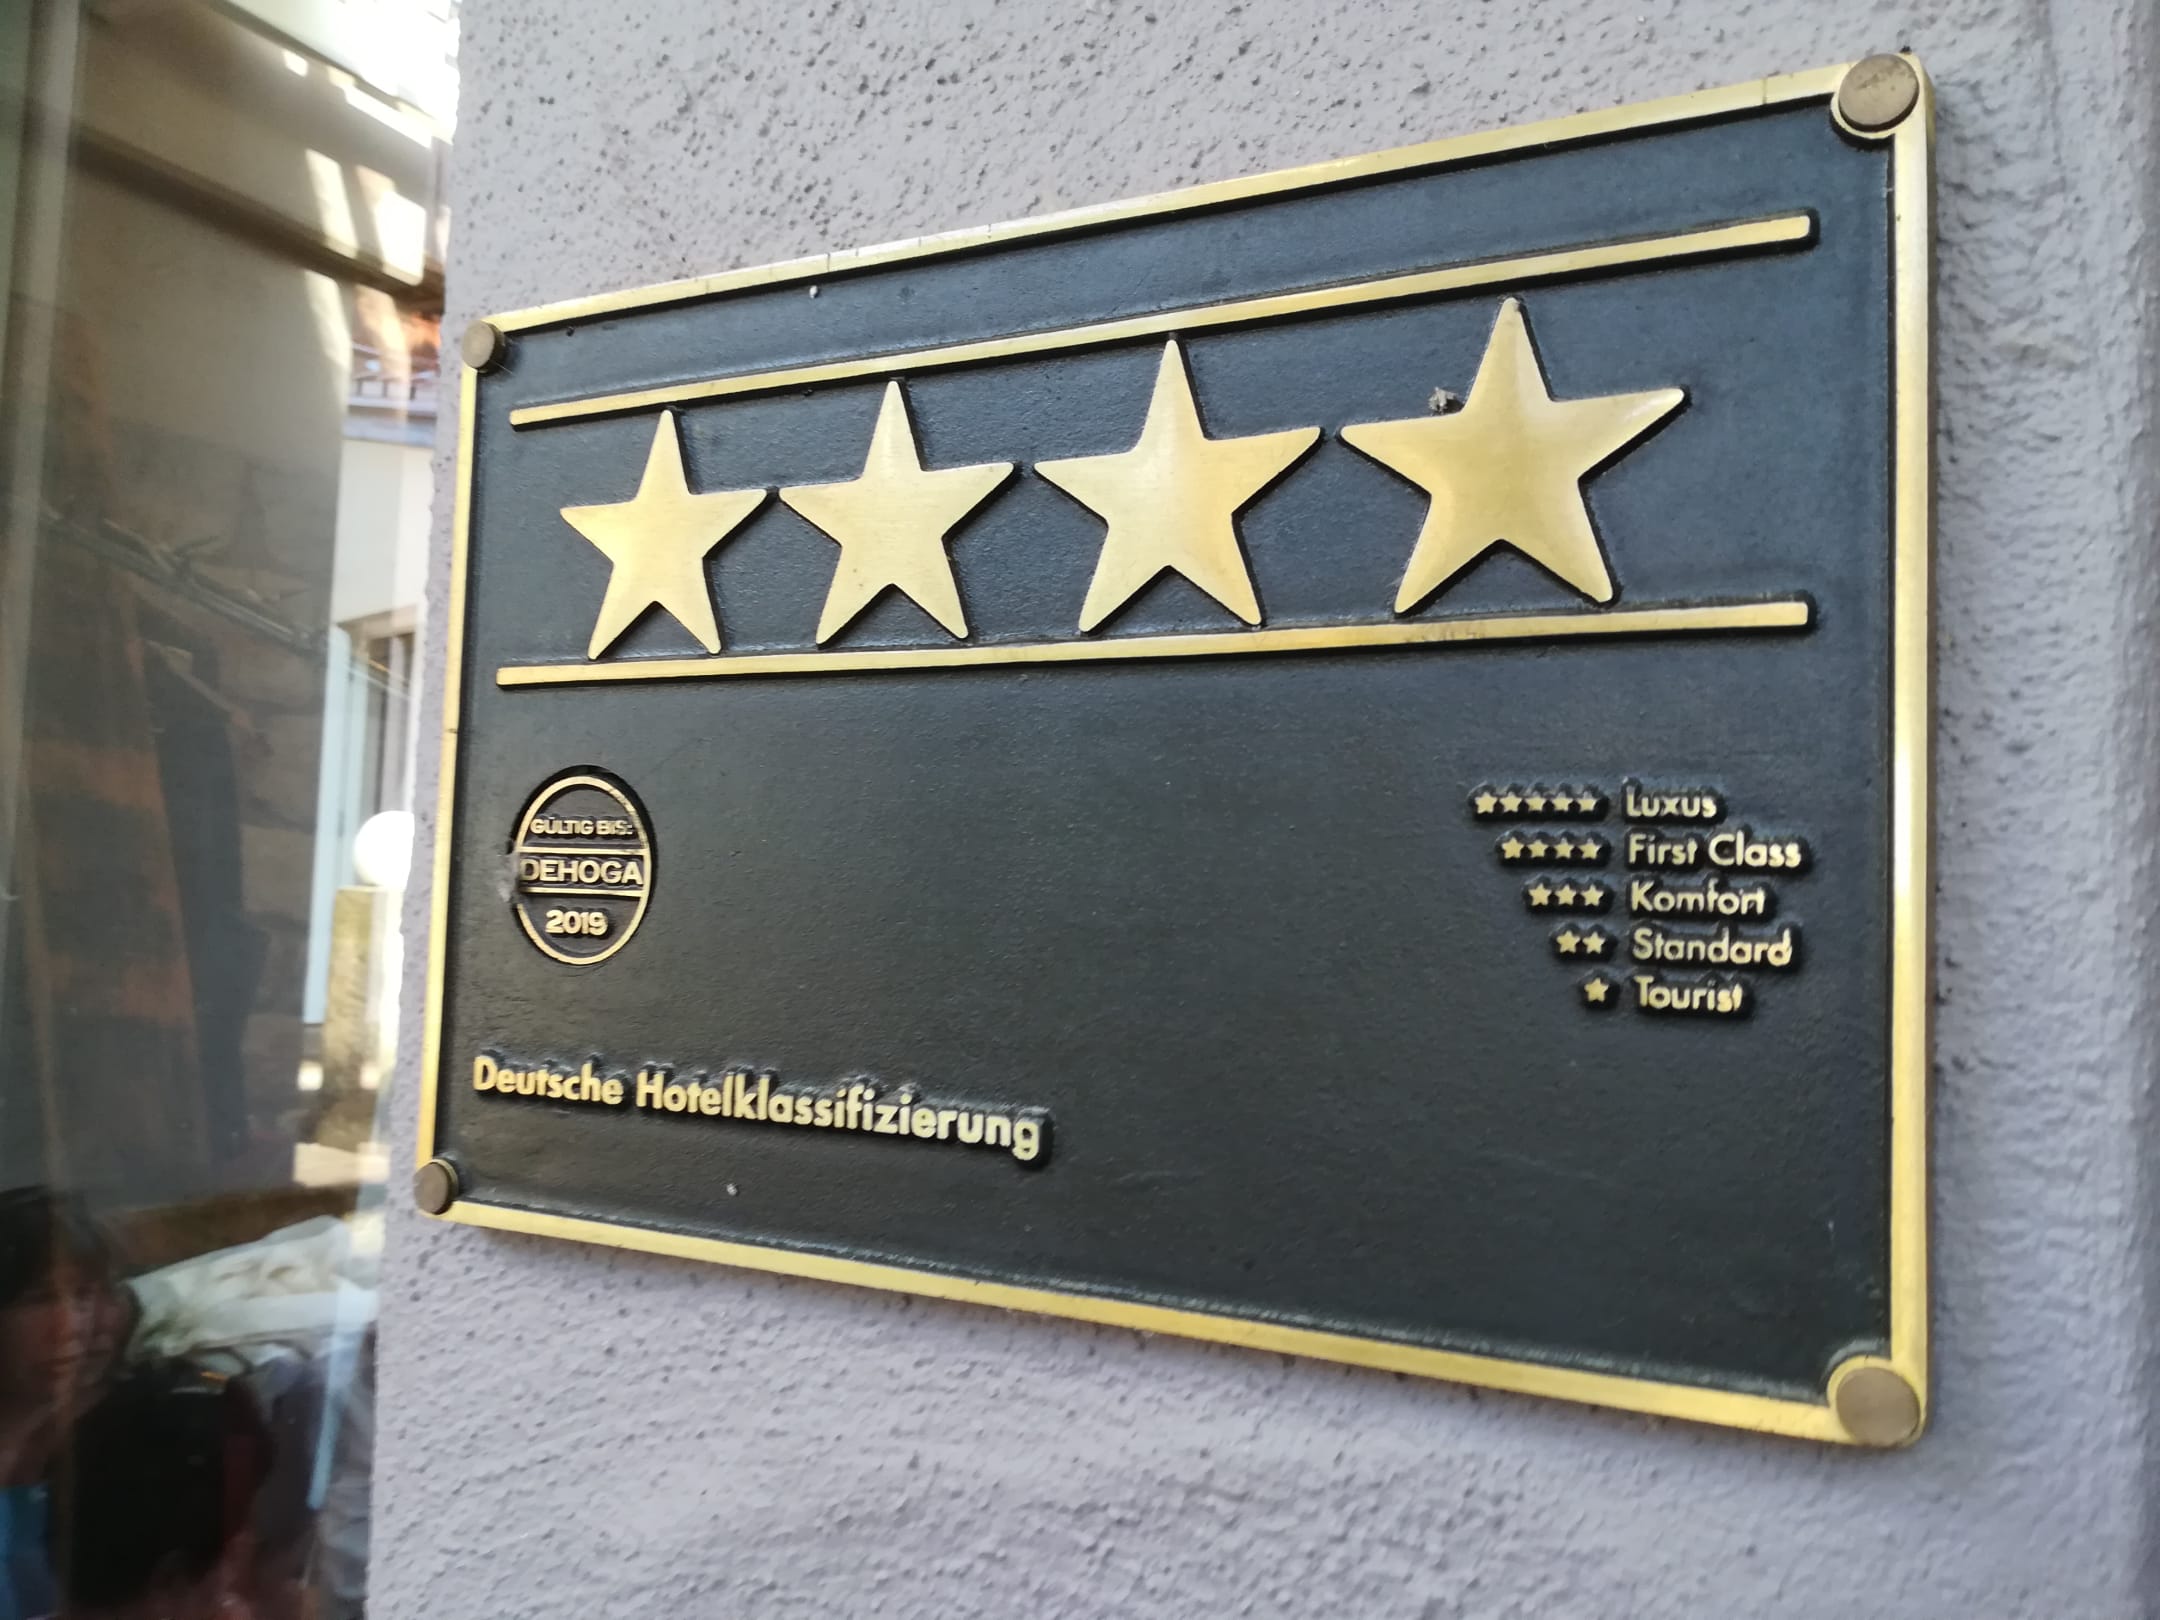 GÜLTIG BIS:
DEHOGA
2019
★★★★★ Luxus
★★★★ First Class
★★★ Komfort
★★ Standard
★ Tourist
Deutsche Hotelklassifizierung